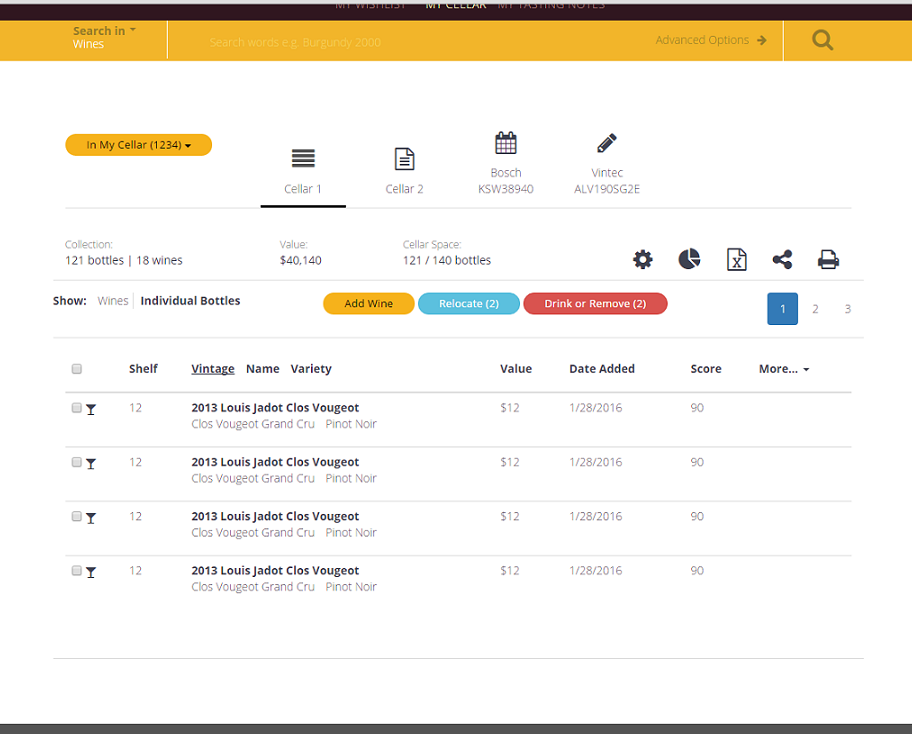 MY WISHLIST MY CELLAR MY TASTING NOTES
Search in
Wines
Search words e.g. Burgundy 2000
Advanced Options
In My Cellar (1234)
Cellar 1
Cellar 2
Bosch
KSW38940
Vintec
ALV190SG2E
Collection:
121 bottles | 18 wines
Value:
$40,140
Cellar Space:
121 / 140 bottles
Show: Wines Individual Bottles
Add Wine
Relocate (2)
Drink or Remove (2)
1 2 3
Shelf Vintage Name Variety Value Date Added Score More...
12 2013 Louis Jadot Clos Vougeot $12 1/28/2016 90
Clos Vougeot Grand Cru Pinot Noir
12 2013 Louis Jadot Clos Vougeot $12 1/28/2016 90
Clos Vougeot Grand Cru Pinot Noir
12 2013 Louis Jadot Clos Vougeot $12 1/28/2016 90
Clos Vougeot Grand Cru Pinot Noir
12 2013 Louis Jadot Clos Vougeot $12 1/28/2016 90
Clos Vougeot Grand Cru Pinot Noir